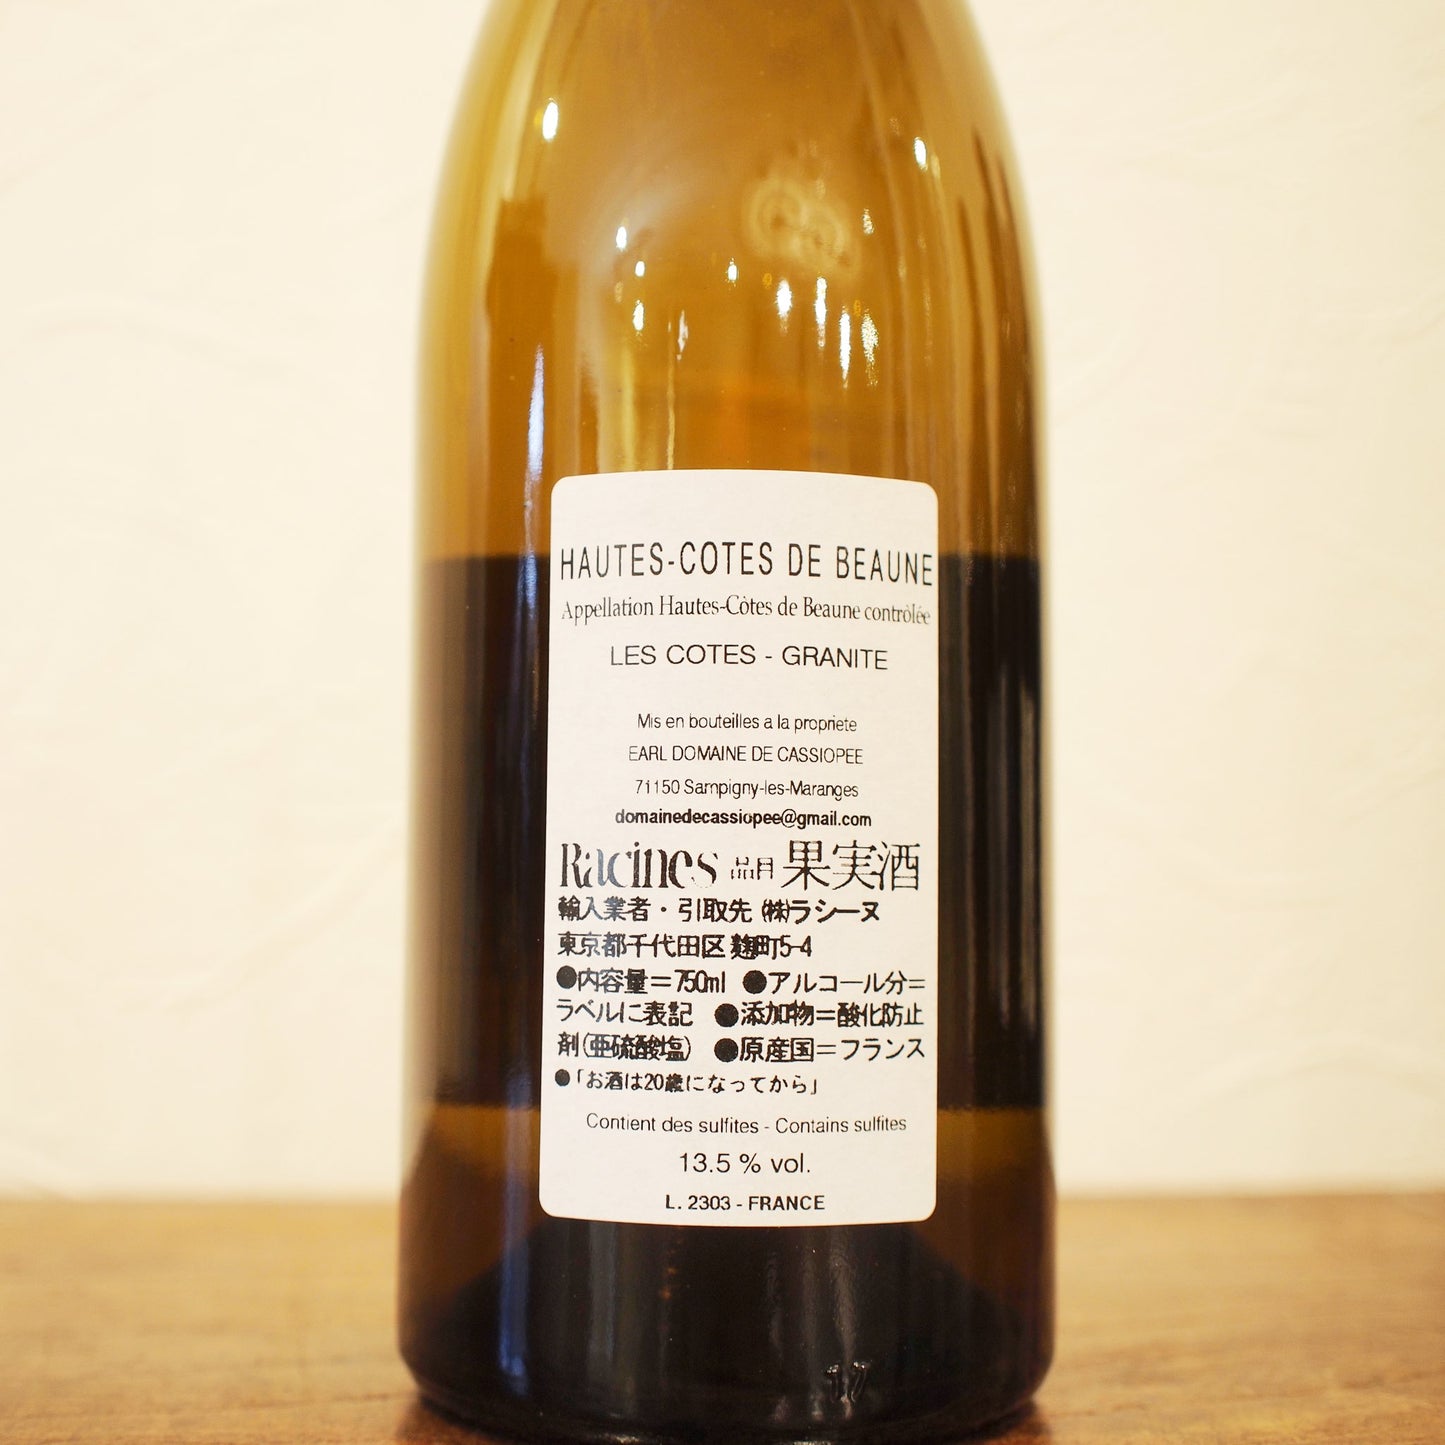 HAUTES-COTES DE BEAUNE
Appellation Hautes-Côtes de Beaune contrôlée
LES COTES - GRANITE
Mis en bouteilles a la propriete
EARL DOMAINE DE CASSIOPEE
71150 Sampigny-les-Maranges
domainedecassiopee@gmail.com
Racines 品目 果実酒
輸入業者・引取先 ㈱ラシーヌ
東京都千代田区麹町5-4
●内容量=750ml ●アルコール分=
ラベルに表記 ●添加物=酸化防止
剤(亜硫酸塩) ●原産国=フランス
●「お酒は20歳になってから」
Contient des sulfites - Contains sulfites
13.5 % vol.
L. 2303 - FRANCE
17